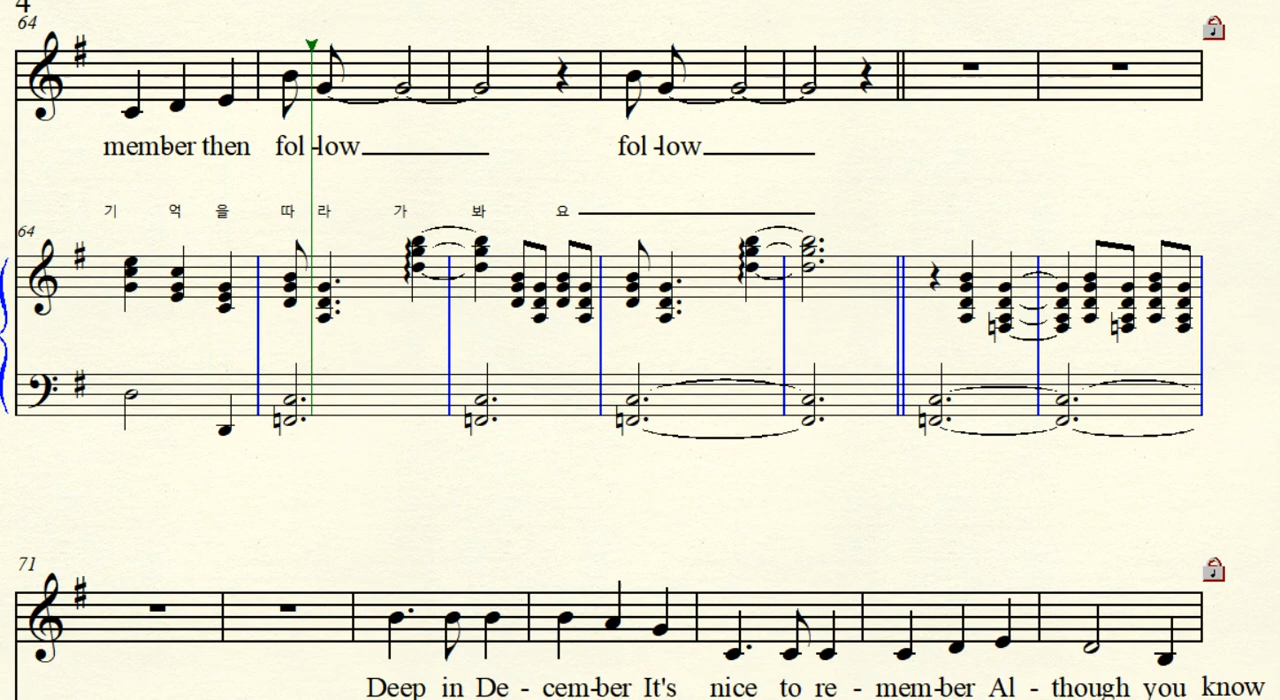 4
64
member then fol-low fol-low
기 억 을 따 라 가 봐 요
64
71
Deep in De - cem-ber It's nice to re - mem-ber Al - though you know